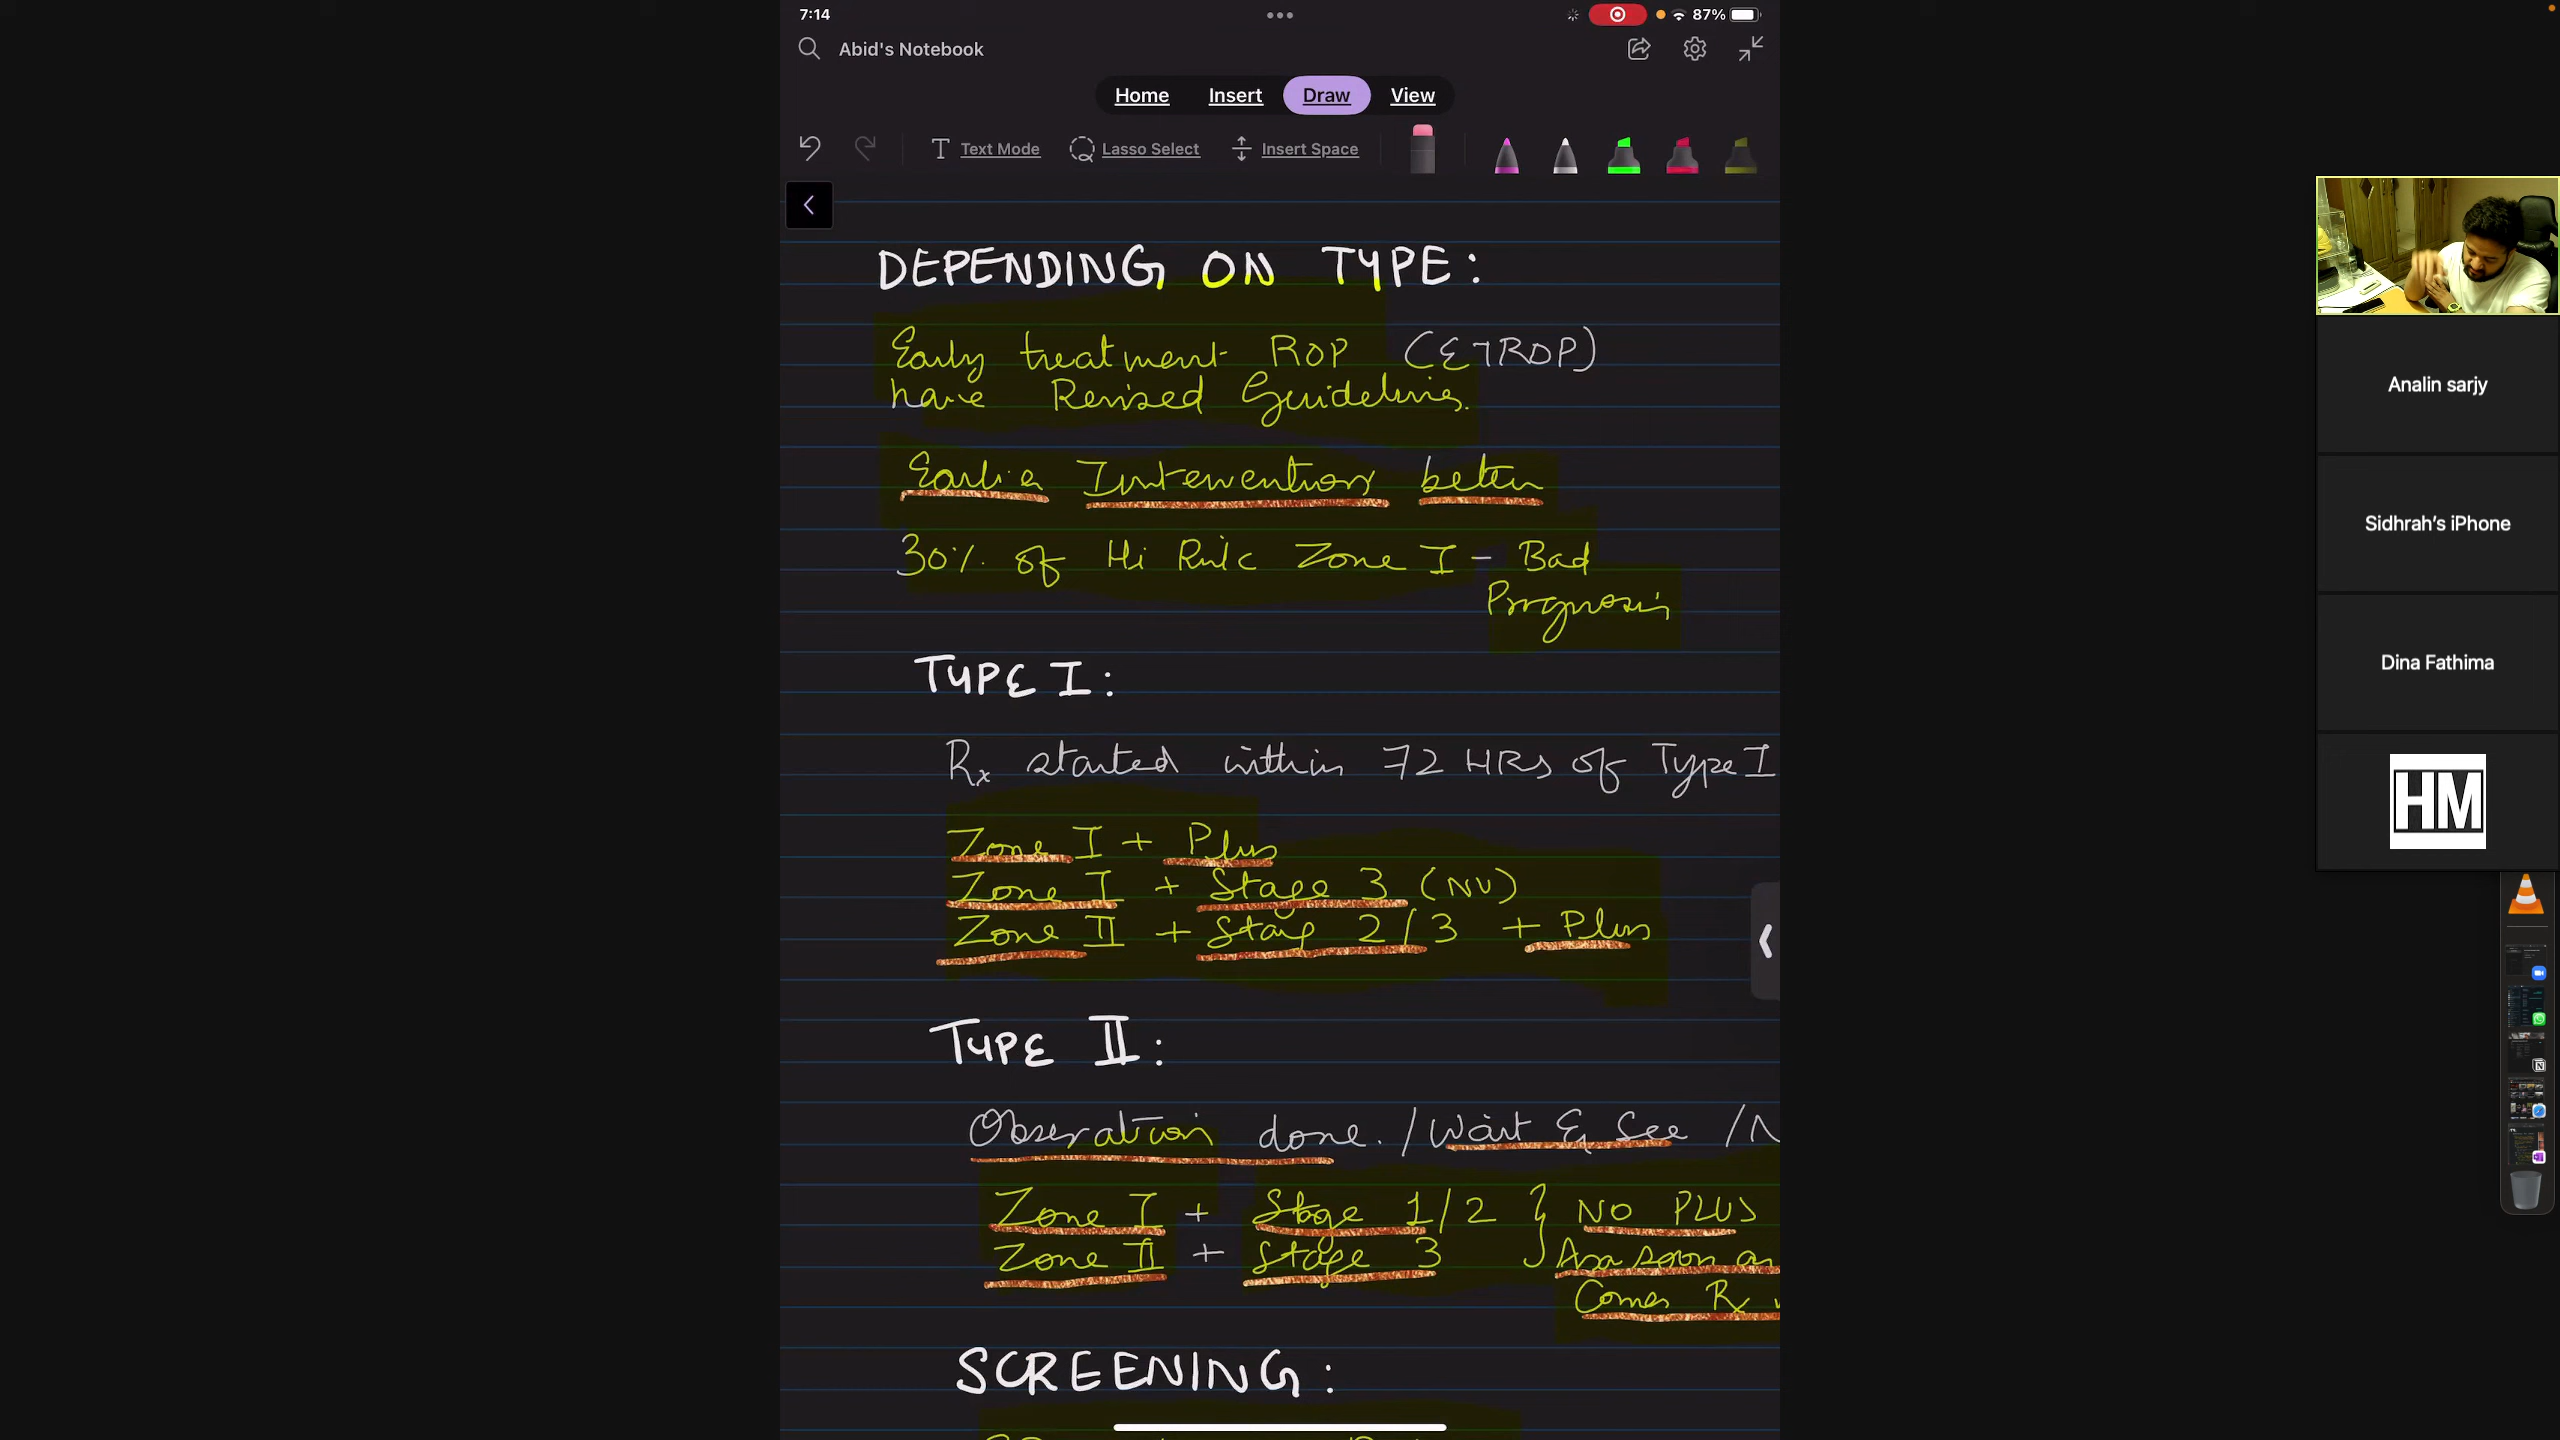 7:14
87%
Abid's Notebook
Home Insert Draw View
Text Mode Lasso Select Insert Space
DEPENDING ON TYPE:
Early treatment ROP (ETROP)
have Revised Guidelines.
Earlier Intervention better
30% of Hi Risk Zone I - Bad
Prognosis
TYPE I:
Rx started within 72 HRs of Type I
Zone I + Plus
Zone I + Stage 3 (NV)
Zone II + Stage 2/3 + Plus
TYPE II:
Observation done. / Wait & See / N
Zone I + Stage 1/2 } NO PLUS
Zone II + Stage 3 As soon as
Comes Rx
SCREENING:
Analin sarjy
Sidhrah's iPhone
Dina Fathima
HM